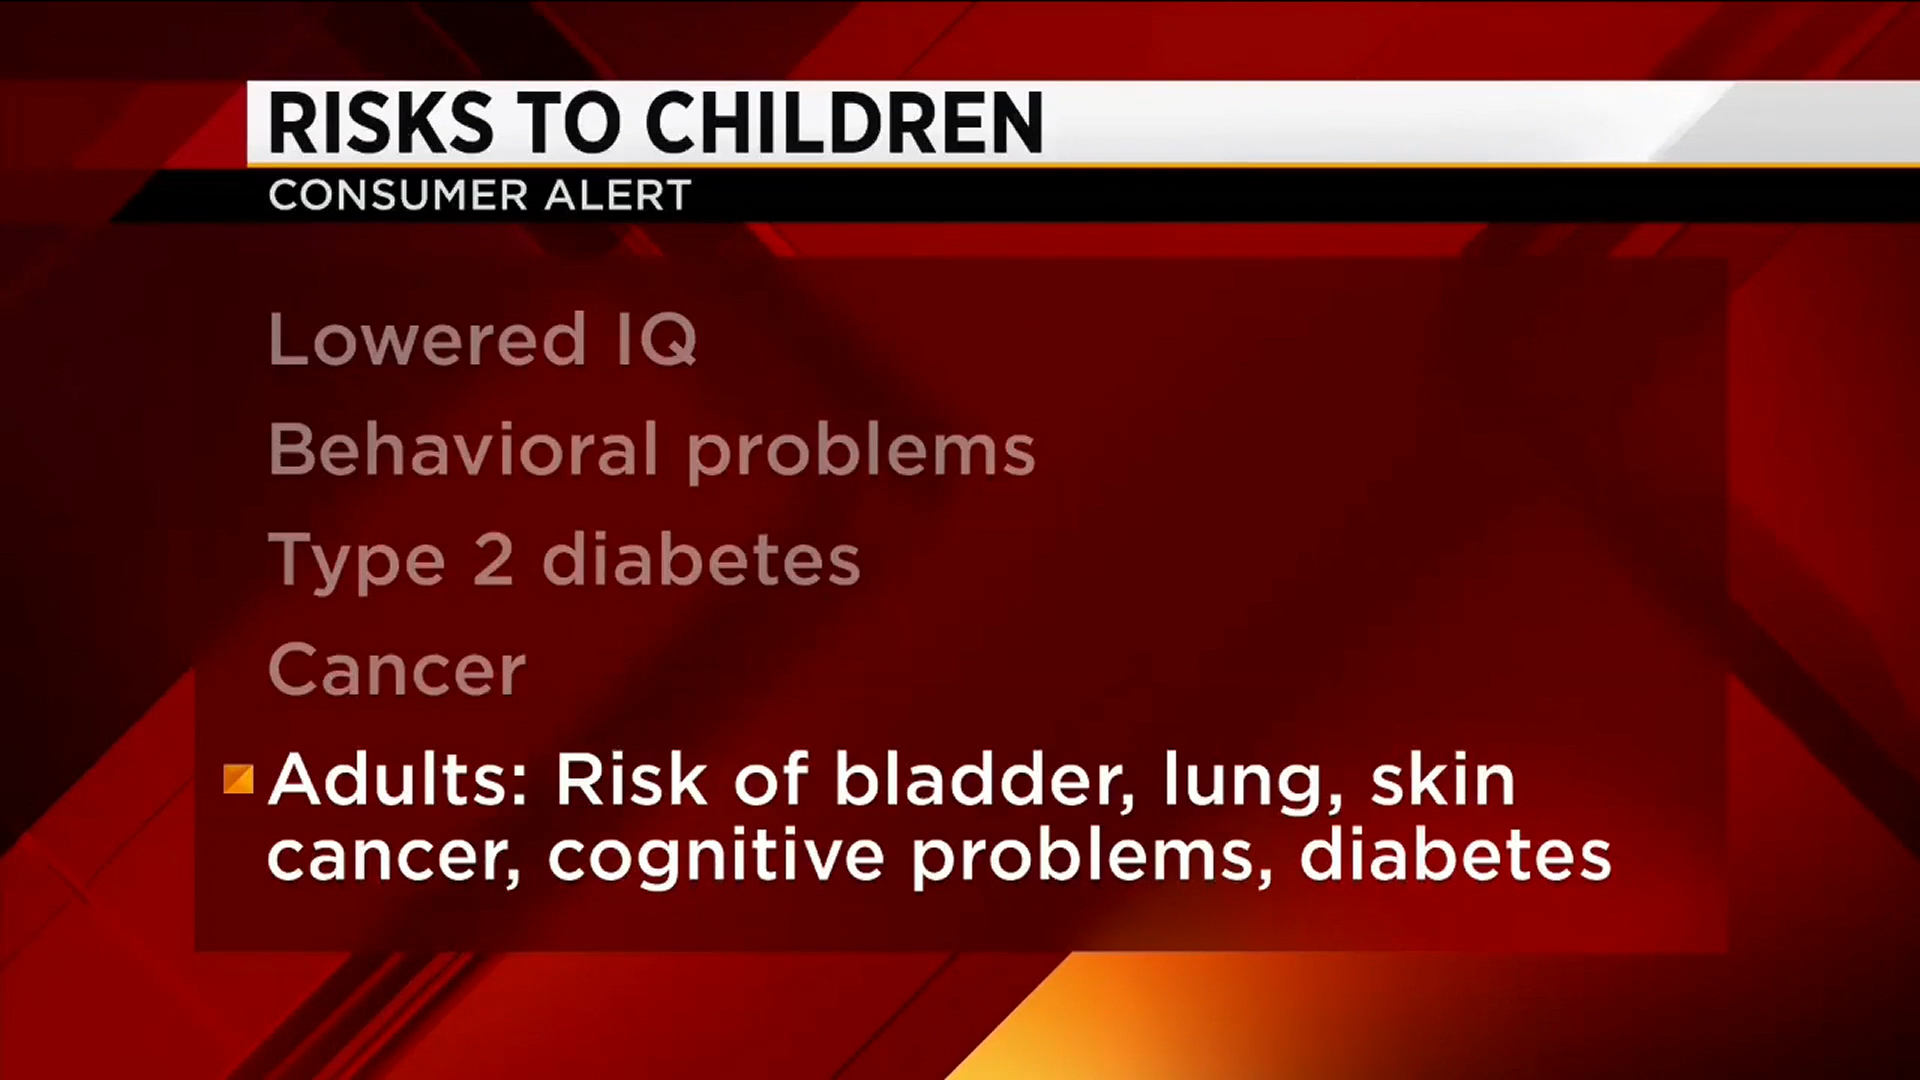 RISKS TO CHILDREN
CONSUMER ALERT
Lowered IQ
Behavioral problems
Type 2 diabetes
Cancer
Adults: Risk of bladder, lung, skin
cancer, cognitive problems, diabetes